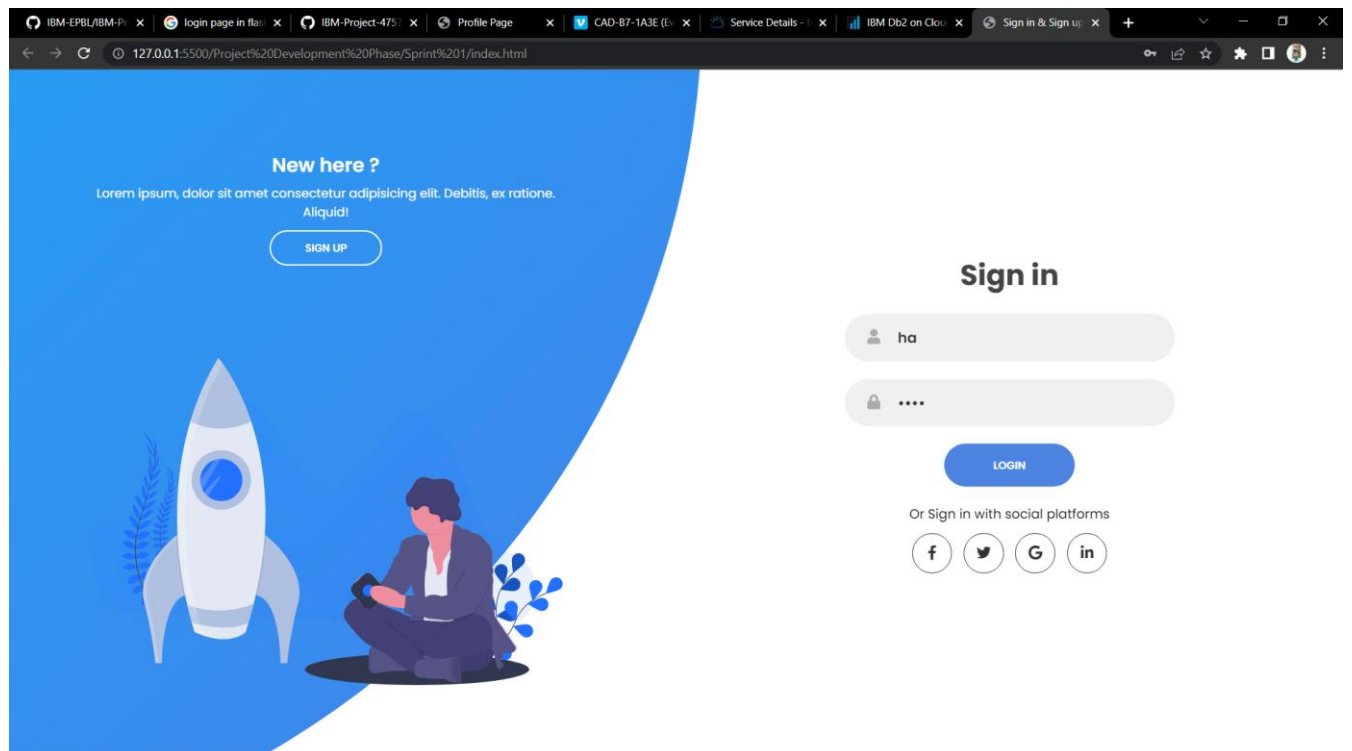 IBM-EPBL/IBM-Pr
login page in flas
IBM-Project-4757
Profile Page
CAD-B7-1A3E (Ev
Service Details -
IBM Db2 on Clou
Sign in & Sign up
127.0.0.1:5500/Project%20Development%20Phase/Sprint%201/index.html
New here ?
Lorem ipsum, dolor sit amet consectetur adipisicing elit. Debitis, ex ratione.
Aliquid!
SIGN UP
Sign in
ha
••••
LOGIN
Or Sign in with social platforms
f
G
in